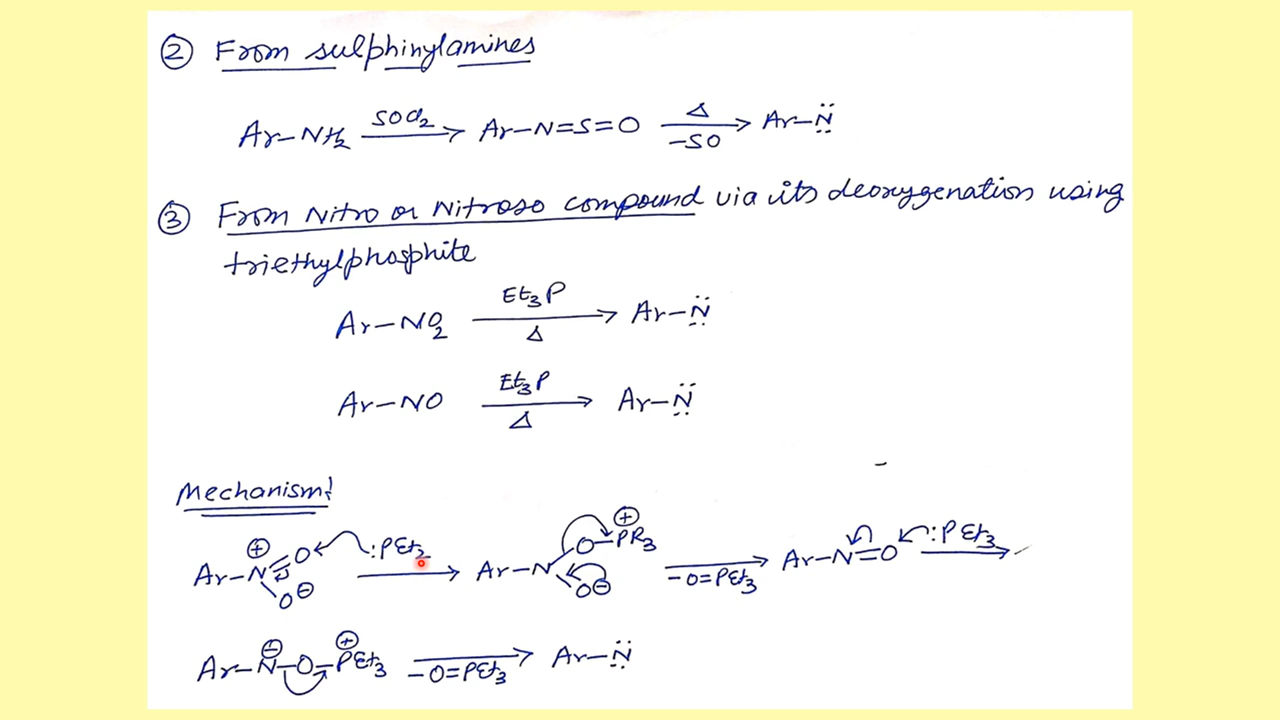 ② From sulphinylamines
Ar-NH₂ SOCl₂ → Ar-N=S=O Δ → -SO Ar-N̈
③ From Nitro or Nitroso compound via its deoxygenation using
triethylphosphite
Ar-NO₂ Et₃P → Δ Ar-N̈
Ar-NO Et₃P → Δ Ar-N̈
Mechanism:
Ar-N⊕=O O⊖ :PEt₃ → Ar-N O-P⊕R₃ O⊖ → -O=PEt₃ Ar-N=O :PEt₃ →
Ar-N⊖-O-P⊕Et₃ → -O=PEt₃ Ar-N̈